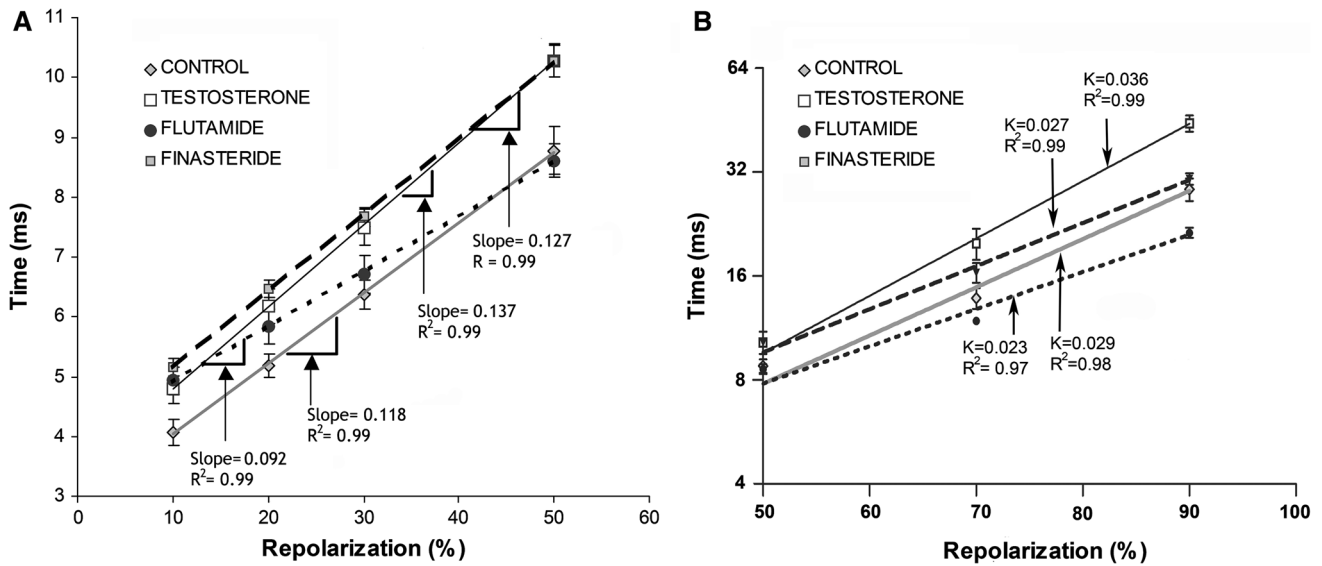 A
11
10
9
8
7
6
5
4
3
Time (ms)
CONTROL
TESTOSTERONE
FLUTAMIDE
FINASTERIDE
Slope= 0.127
R = 0.99
Slope= 0.137
R2= 0.99
Slope= 0.118
R2= 0.99
Slope= 0.092
R2= 0.99
0 10 20 30 40 50 60
Repolarization (%)
B
64
32
16
8
4
Time (ms)
CONTROL
TESTOSTERONE
FLUTAMIDE
FINASTERIDE
K=0.036
R2=0.99
K=0.027
R2=0.99
K=0.023
R2= 0.97
K=0.029
R2=0.98
50 60 70 80 90 100
Repolarization (%)